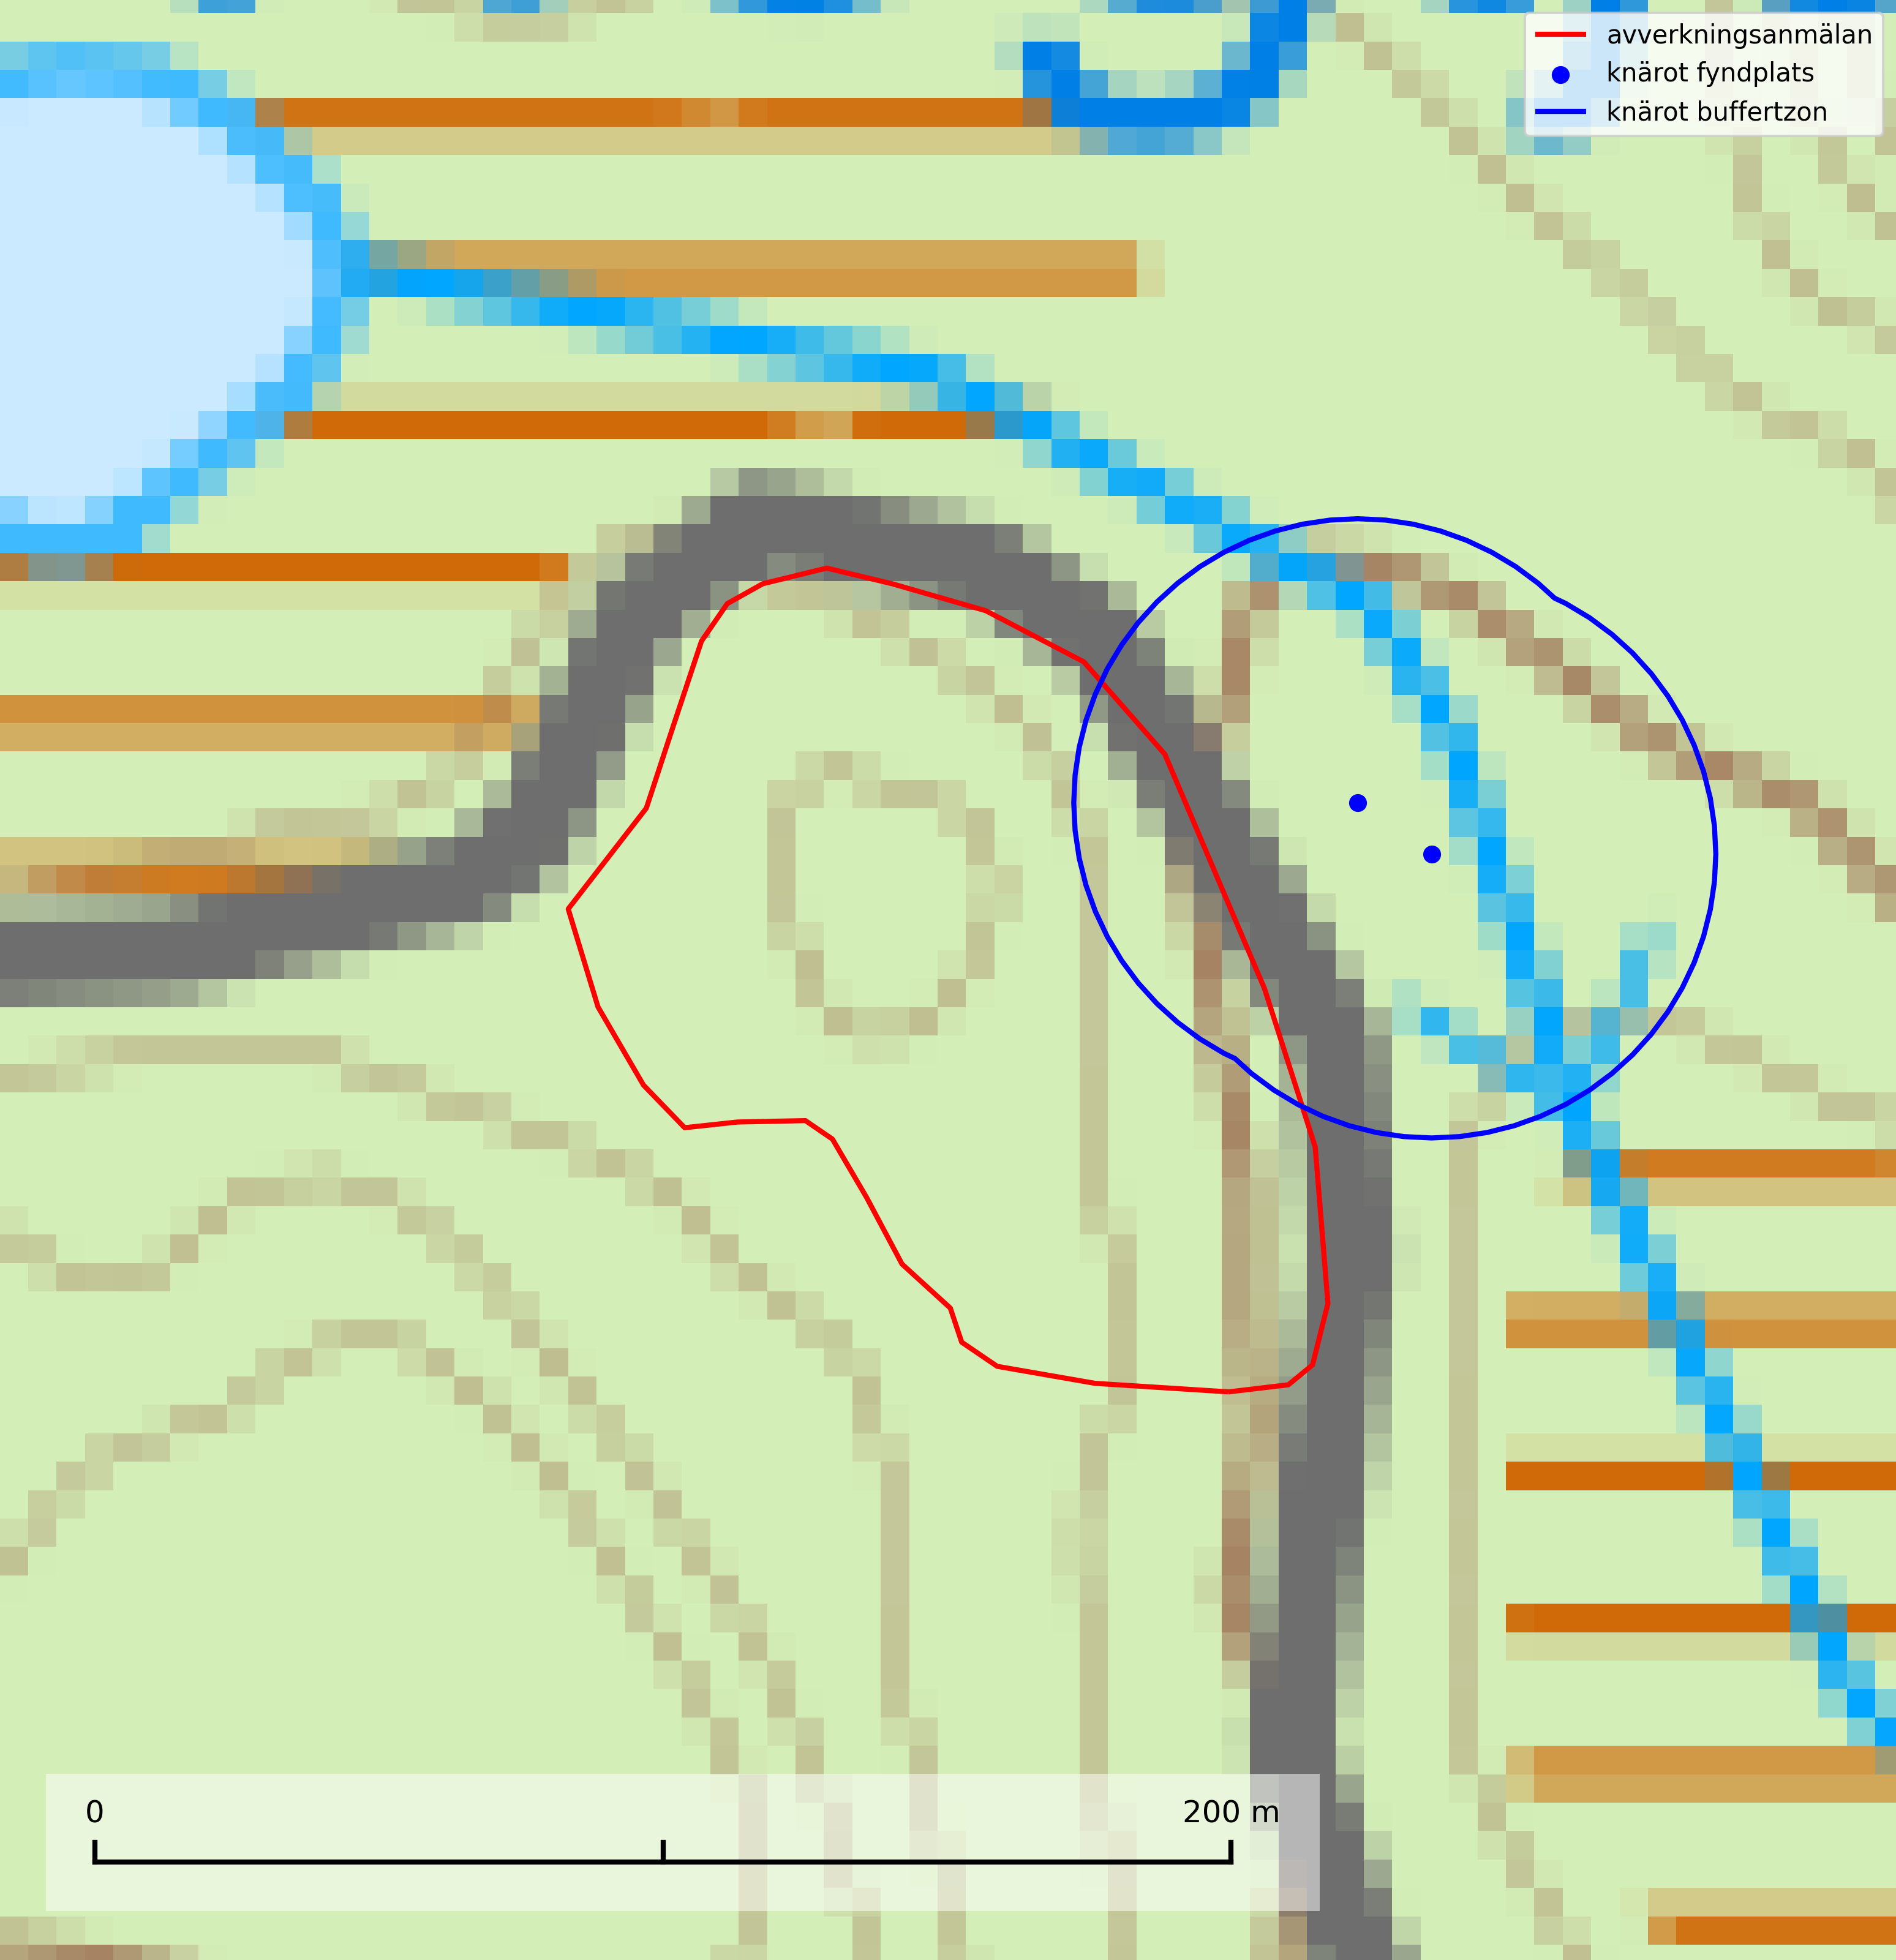 avverkningsanmälan
knärot fyndplats
knärot buffertzon
0 200 m